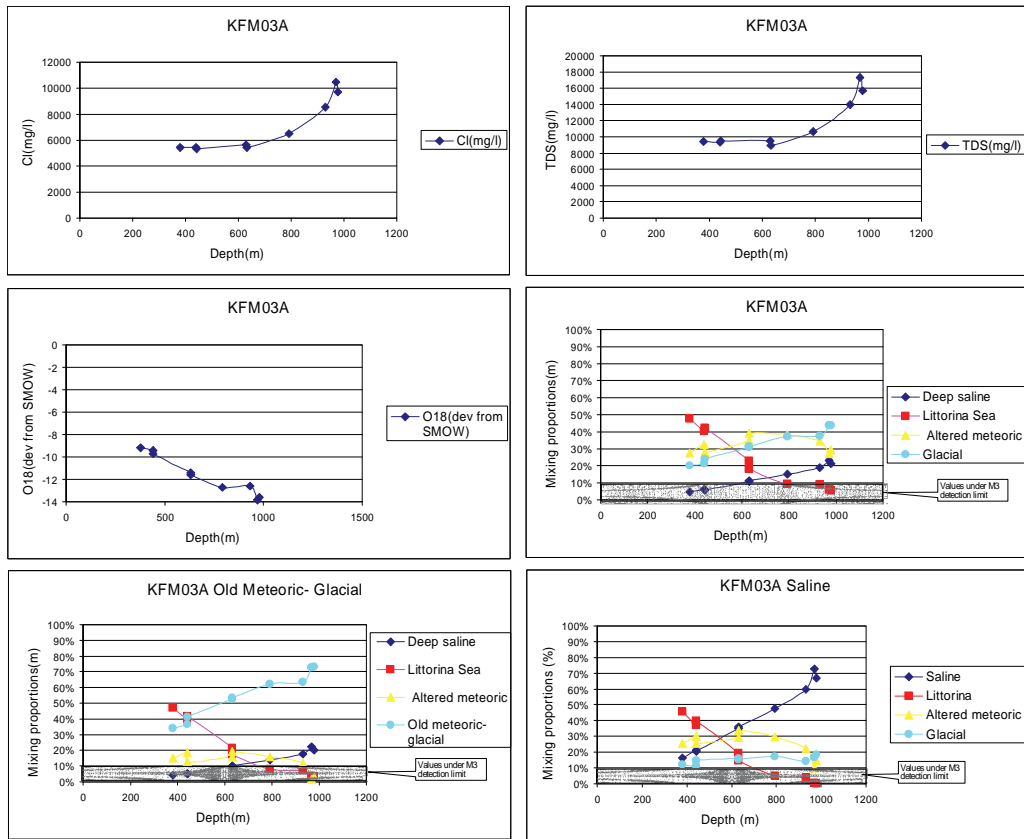 KFM03A
12000
10000
8000
6000
4000
2000
0
Cl(mg/l)
0 200 400 600 800 1000 1200
Depth(m)
Cl(mg/l)
KFM03A
20000
18000
16000
14000
12000
10000
8000
6000
4000
2000
0
TDS(mg/l)
0 200 400 600 800 1000 1200
Depth(m)
TDS(mg/l)
KFM03A
0
-2
-4
-6
-8
-10
-12
-14
O18(dev from SMOW)
0 500 1000 1500
Depth(m)
O18(dev from
SMOW)
KFM03A
100%
90%
80%
70%
60%
50%
40%
30%
20%
10%
0%
Mixing proportions(m)
0 200 400 600 800 1000 1200
Depth(m)
Deep saline
Littorina Sea
Altered meteoric
Glacial
Values under M3
detection limit
KFM03A Old Meteoric- Glacial
100%
90%
80%
70%
60%
50%
40%
30%
20%
10%
0%
Mixing proportions(m)
0 200 400 600 800 1000 1200
Depth(m)
Deep saline
Littorina Sea
Altered meteoric
Old meteoric-
glacial
Values under M3
detection limit
KFM03A Saline
100%
90%
80%
70%
60%
50%
40%
30%
20%
10%
0%
Mixing proportions (%)
0 200 400 600 800 1000 1200
Depth (m)
Saline
Littorina
Altered meteoric
Glacial
Values under M3
detection limit